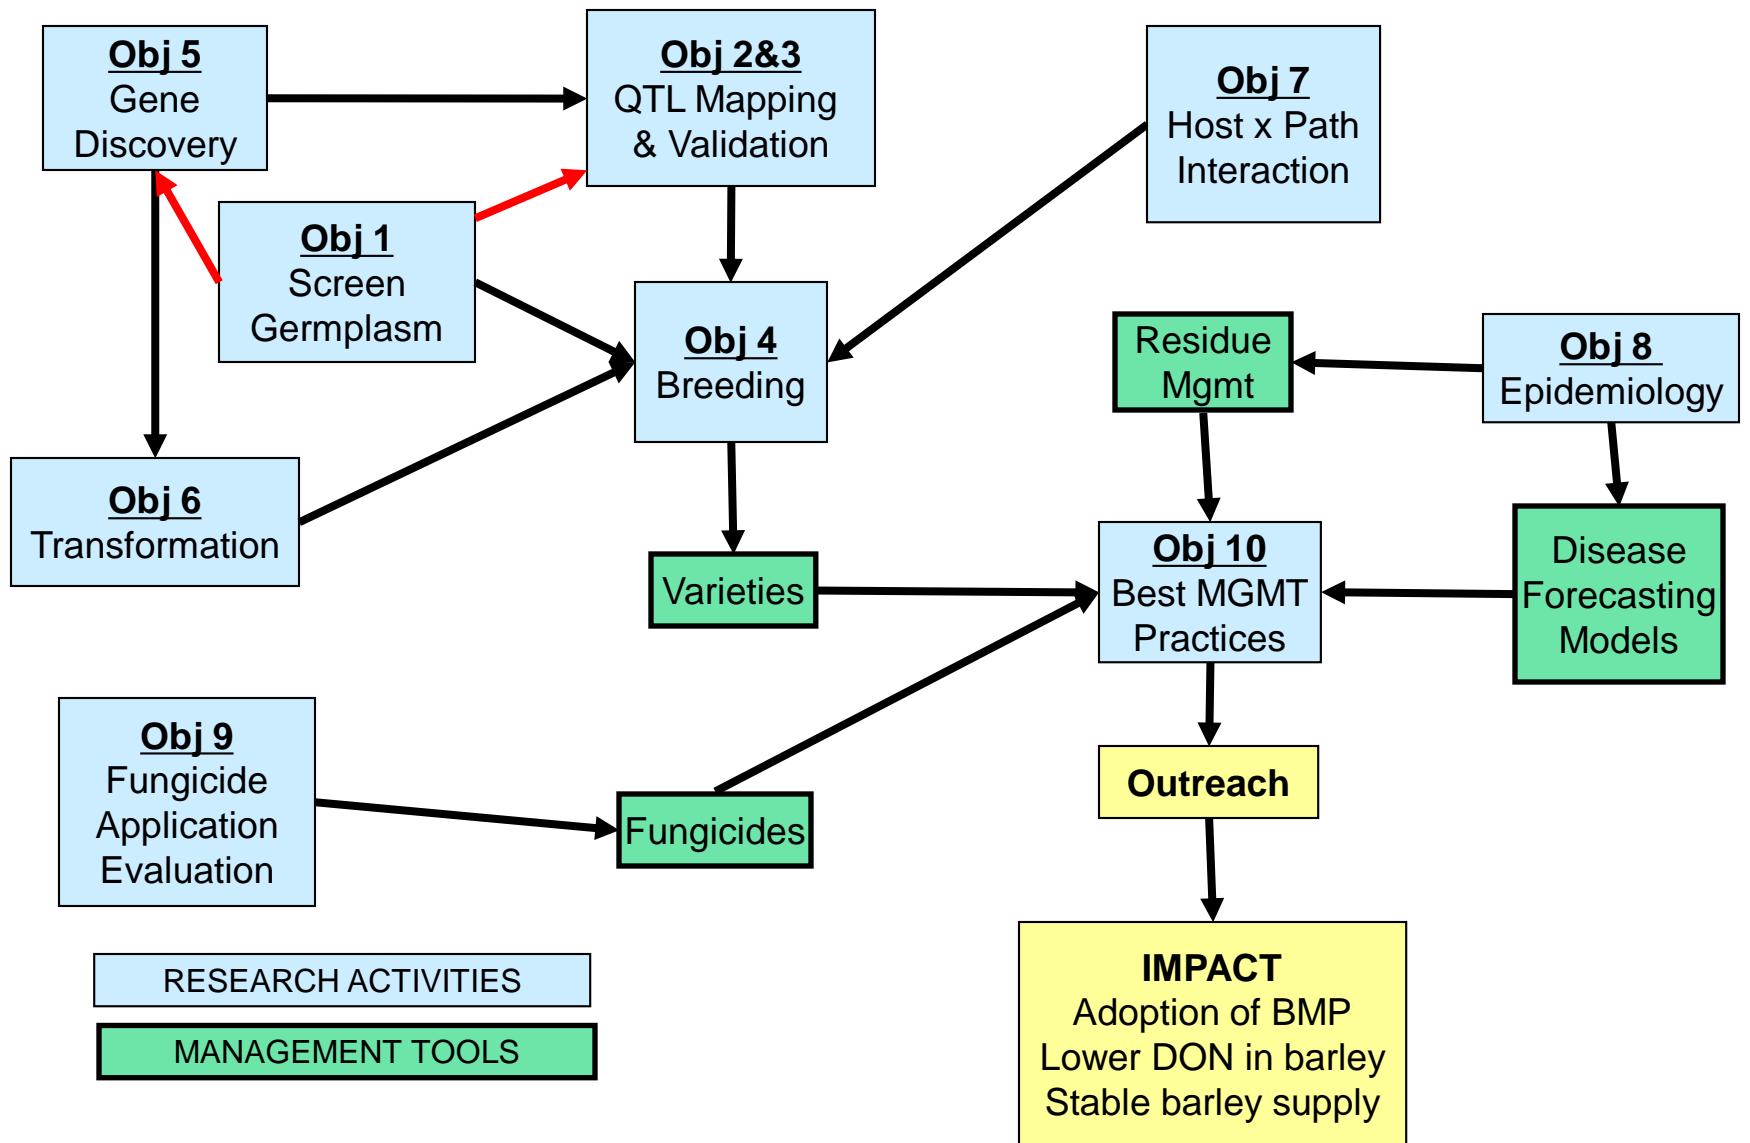 Obj 5
Gene
Discovery
Obj 2&3
QTL Mapping
& Validation
Obj 7
Host x Path
Interaction
Obj 1
Screen
Germplasm
Obj 4
Breeding
Residue
Mgmt
Obj 8
Epidemiology
Obj 6
Transformation
Varieties
Obj 10
Best MGMT
Practices
Disease
Forecasting
Models
Obj 9
Fungicide
Application
Evaluation
Fungicides
Outreach
IMPACT
Adoption of BMP
Lower DON in barley
Stable barley supply
RESEARCH ACTIVITIES
MANAGEMENT TOOLS